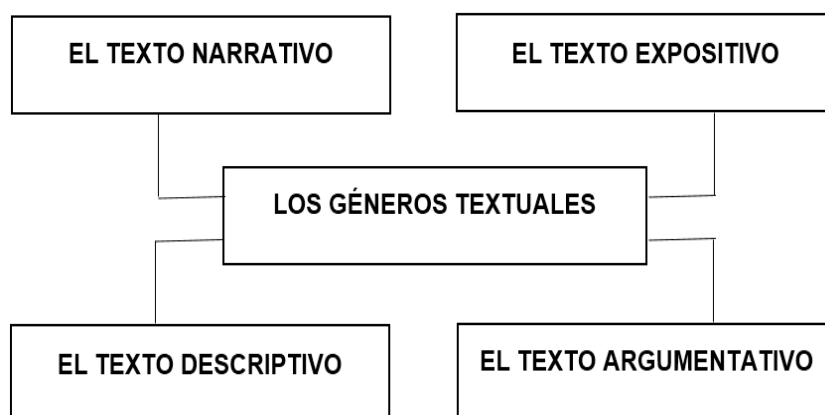 EL TEXTO NARRATIVO
EL TEXTO EXPOSITIVO
LOS GÉNEROS TEXTUALES
EL TEXTO DESCRIPTIVO
EL TEXTO ARGUMENTATIVO